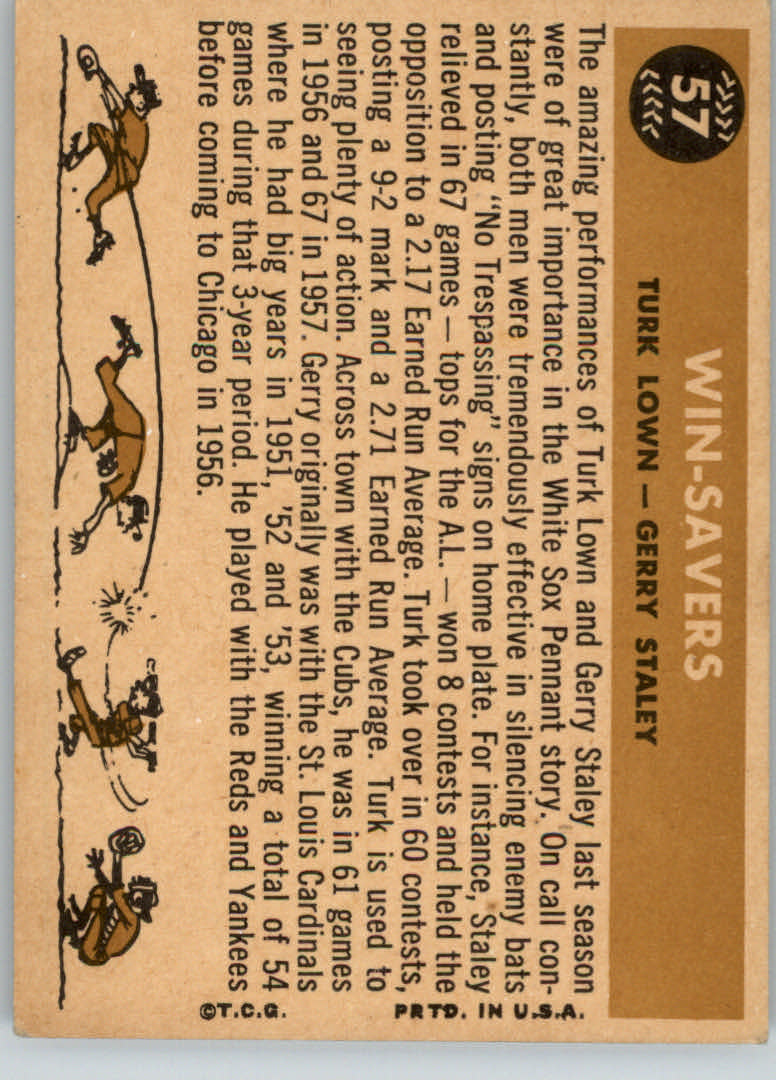 57
WIN-SAVERS
TURK LOWN — GERRY STALEY
The amazing performances of Turk Lown and Gerry Staley last season
were of great importance in the White Sox Pennant story. On call con-
stantly, both men were tremendously effective in silencing enemy bats
and posting "No Trespassing" signs on home plate. For instance, Staley
relieved in 67 games — tops for the A.L. — won 8 contests and held the
opposition to a 2.17 Earned Run Average. Turk took over in 60 contests,
posting a 9-2 mark and a 2.71 Earned Run Average. Turk is used to
seeing plenty of action. Across town with the Cubs, he was in 61 games
in 1956 and 67 in 1957. Gerry originally was with the St. Louis Cardinals
where he had big years in 1951, '52 and '53, winning a total of 54
games during that 3-year period. He played with the Reds and Yankees
before coming to Chicago in 1956.
©T.C.G.
PRTD. IN U.S.A.